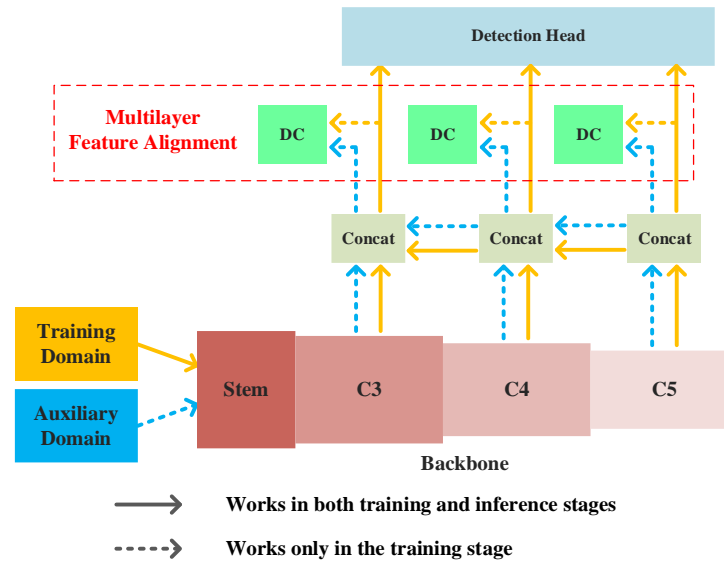 Detection Head
Multilayer
Feature Alignment
DC
DC
DC
Concat
Concat
Concat
Training
Domain
Auxiliary
Domain
Stem
C3
C4
C5
Backbone
Works in both training and inference stages
Works only in the training stage